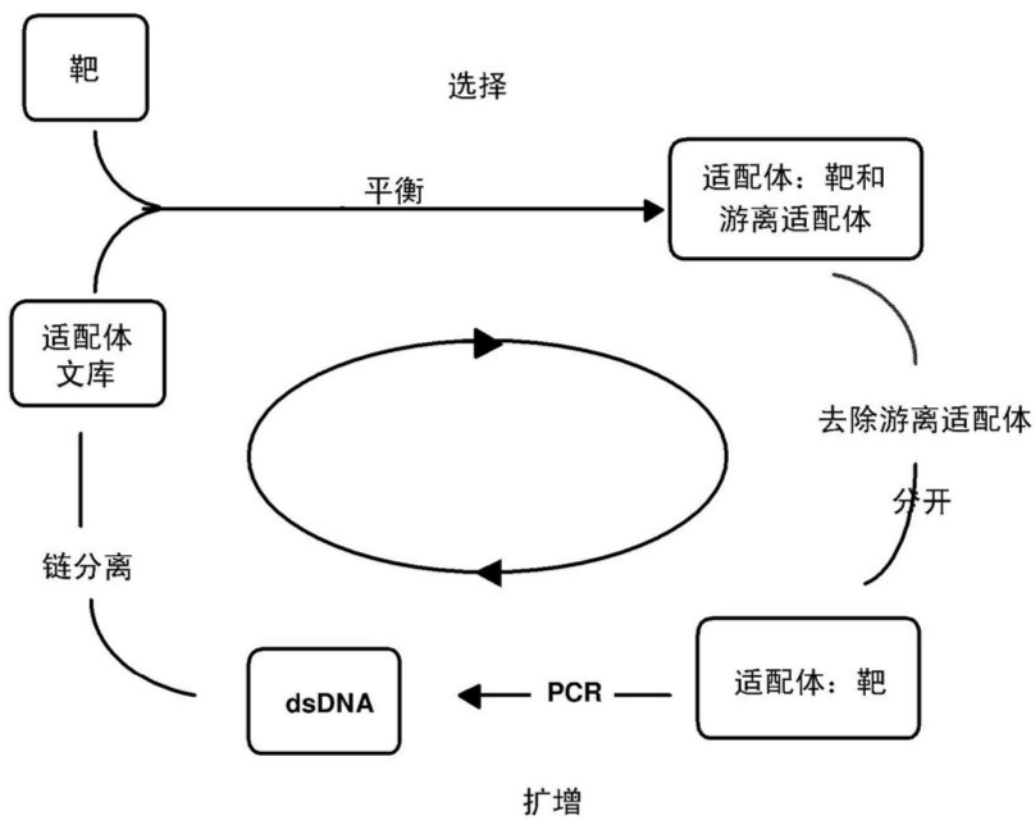 靶
选择
平衡
适配体：靶和
游离适配体
适配体
文库
去除游离适配体
分开
链分离
适配体：靶
dsDNA
PCR
扩增